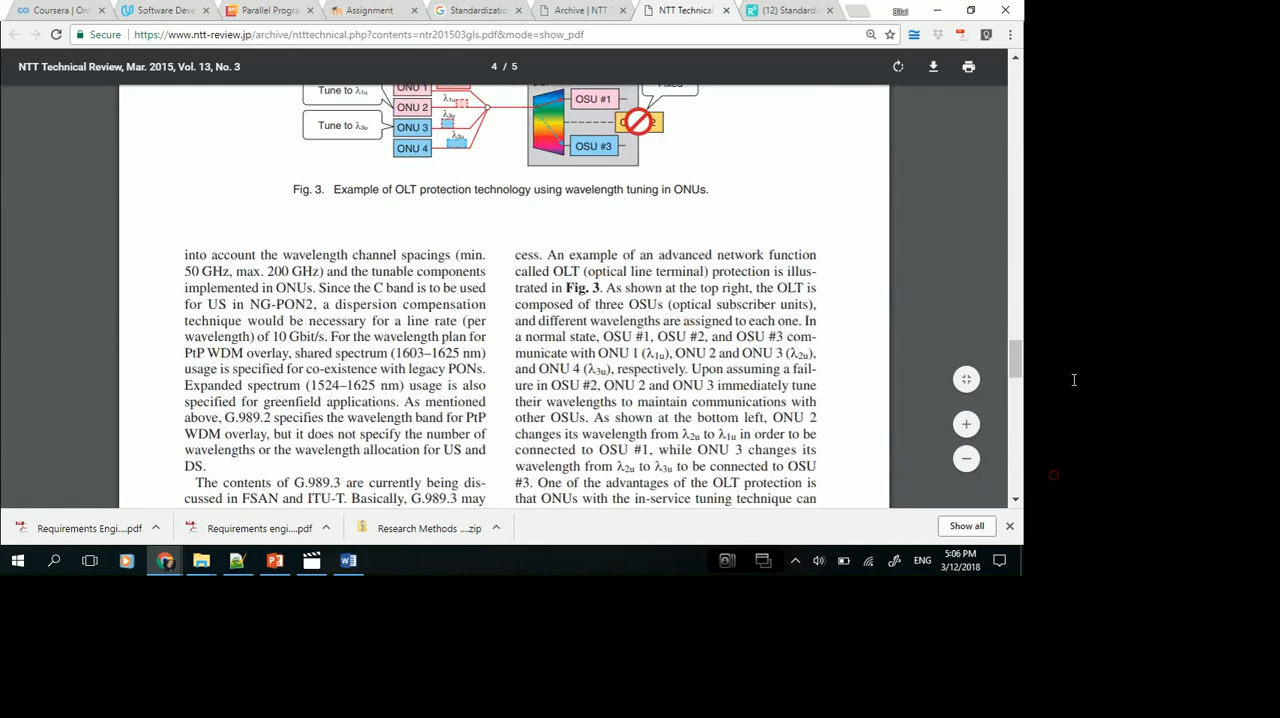 Coursera | Onl
Software Deve
Parallel Progra
Assignment
Standardizatio
Archive | NTT T
NTT Technical
(12) Standardi
Bilal
Secure
https://www.ntt-review.jp/archive/ntttechnical.php?contents=ntr201503gls.pdf&mode=show_pdf
NTT Technical Review, Mar. 2015, Vol. 13, No. 3
4 / 5
Tune to λ1u
ONU 1
ONU 2
λ1u
Tune to λ3u
ONU 3
λ3u
ONU 4
λ3u
OSU #1
OSU #3
Fixed
Fig. 3. Example of OLT protection technology using wavelength tuning in ONUs.
into account the wavelength channel spacings (min.
50 GHz, max. 200 GHz) and the tunable components
implemented in ONUs. Since the C band is to be used
for US in NG-PON2, a dispersion compensation
technique would be necessary for a line rate (per
wavelength) of 10 Gbit/s. For the wavelength plan for
PtP WDM overlay, shared spectrum (1603–1625 nm)
usage is specified for co-existence with legacy PONs.
Expanded spectrum (1524–1625 nm) usage is also
specified for greenfield applications. As mentioned
above, G.989.2 specifies the wavelength band for PtP
WDM overlay, but it does not specify the number of
wavelengths or the wavelength allocation for US and
DS.
The contents of G.989.3 are currently being dis-
cussed in FSAN and ITU-T. Basically, G.989.3 may
cess. An example of an advanced network function
called OLT (optical line terminal) protection is illus-
trated in Fig. 3. As shown at the top right, the OLT is
composed of three OSUs (optical subscriber units),
and different wavelengths are assigned to each one. In
a normal state, OSU #1, OSU #2, and OSU #3 com-
municate with ONU 1 (λ1u), ONU 2 and ONU 3 (λ2u),
and ONU 4 (λ3u), respectively. Upon assuming a fail-
ure in OSU #2, ONU 2 and ONU 3 immediately tune
their wavelengths to maintain communications with
other OSUs. As shown at the bottom left, ONU 2
changes its wavelength from λ2u to λ1u in order to be
connected to OSU #1, while ONU 3 changes its
wavelength from λ2u to λ3u to be connected to OSU
#3. One of the advantages of the OLT protection is
that ONUs with the in-service tuning technique can
Requirements Engi....pdf
Requirements engi....pdf
Research Methods ....zip
Show all
ENG
5:06 PM
3/12/2018